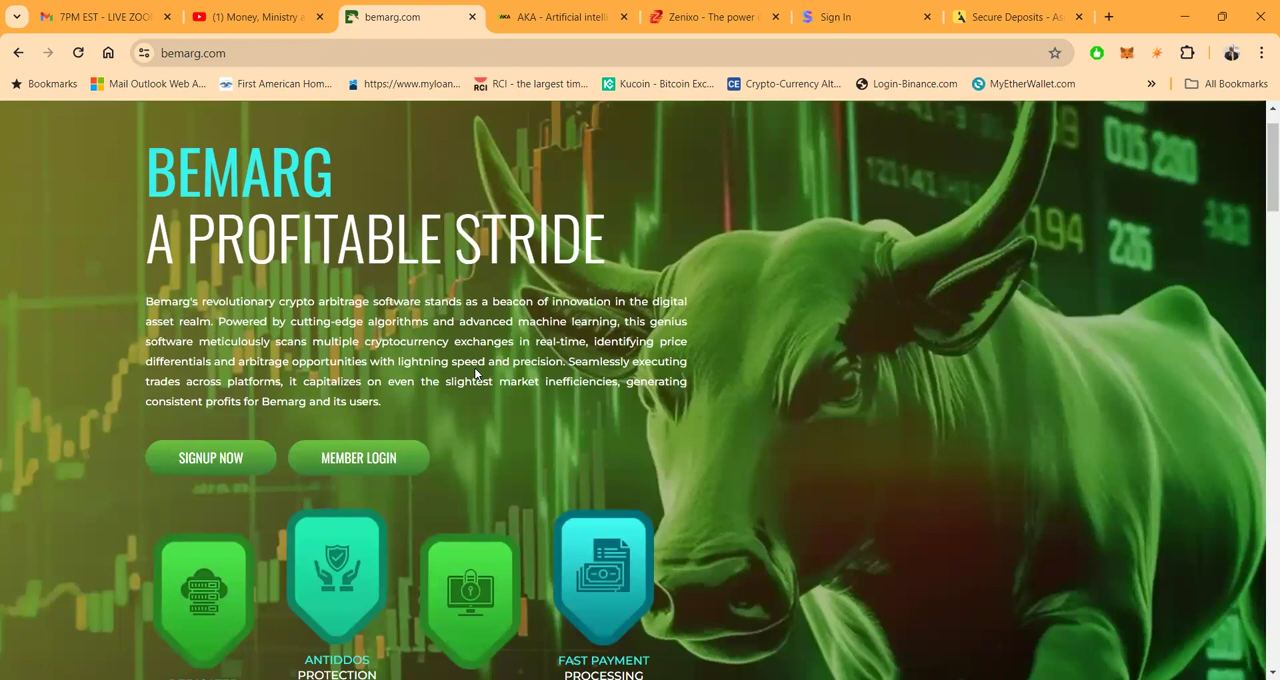 7PM EST - LIVE ZOO
(1) Money, Ministry
bemarg.com
AKA - Artificial intell
Zenixo - The power
Sign In
Secure Deposits - As
bemarg.com
Bookmarks
Mail Outlook Web A...
First American Hom...
https://www.myloan...
RCI - the largest tim...
Kucoin - Bitcoin Exc...
Crypto-Currency Alt...
Login-Binance.com
MyEtherWallet.com
All Bookmarks
BEMARG
A PROFITABLE STRIDE
Bemarg's revolutionary crypto arbitrage software stands as a beacon of innovation in the digital
asset realm. Powered by cutting-edge algorithms and advanced machine learning, this genius
software meticulously scans multiple cryptocurrency exchanges in real-time, identifying price
differentials and arbitrage opportunities with lightning speed and precision. Seamlessly executing
trades across platforms, it capitalizes on even the slightest market inefficiencies, generating
consistent profits for Bemarg and its users.
SIGNUP NOW
MEMBER LOGIN
ANTIDDOS
PROTECTION
FAST PAYMENT
PROCESSING